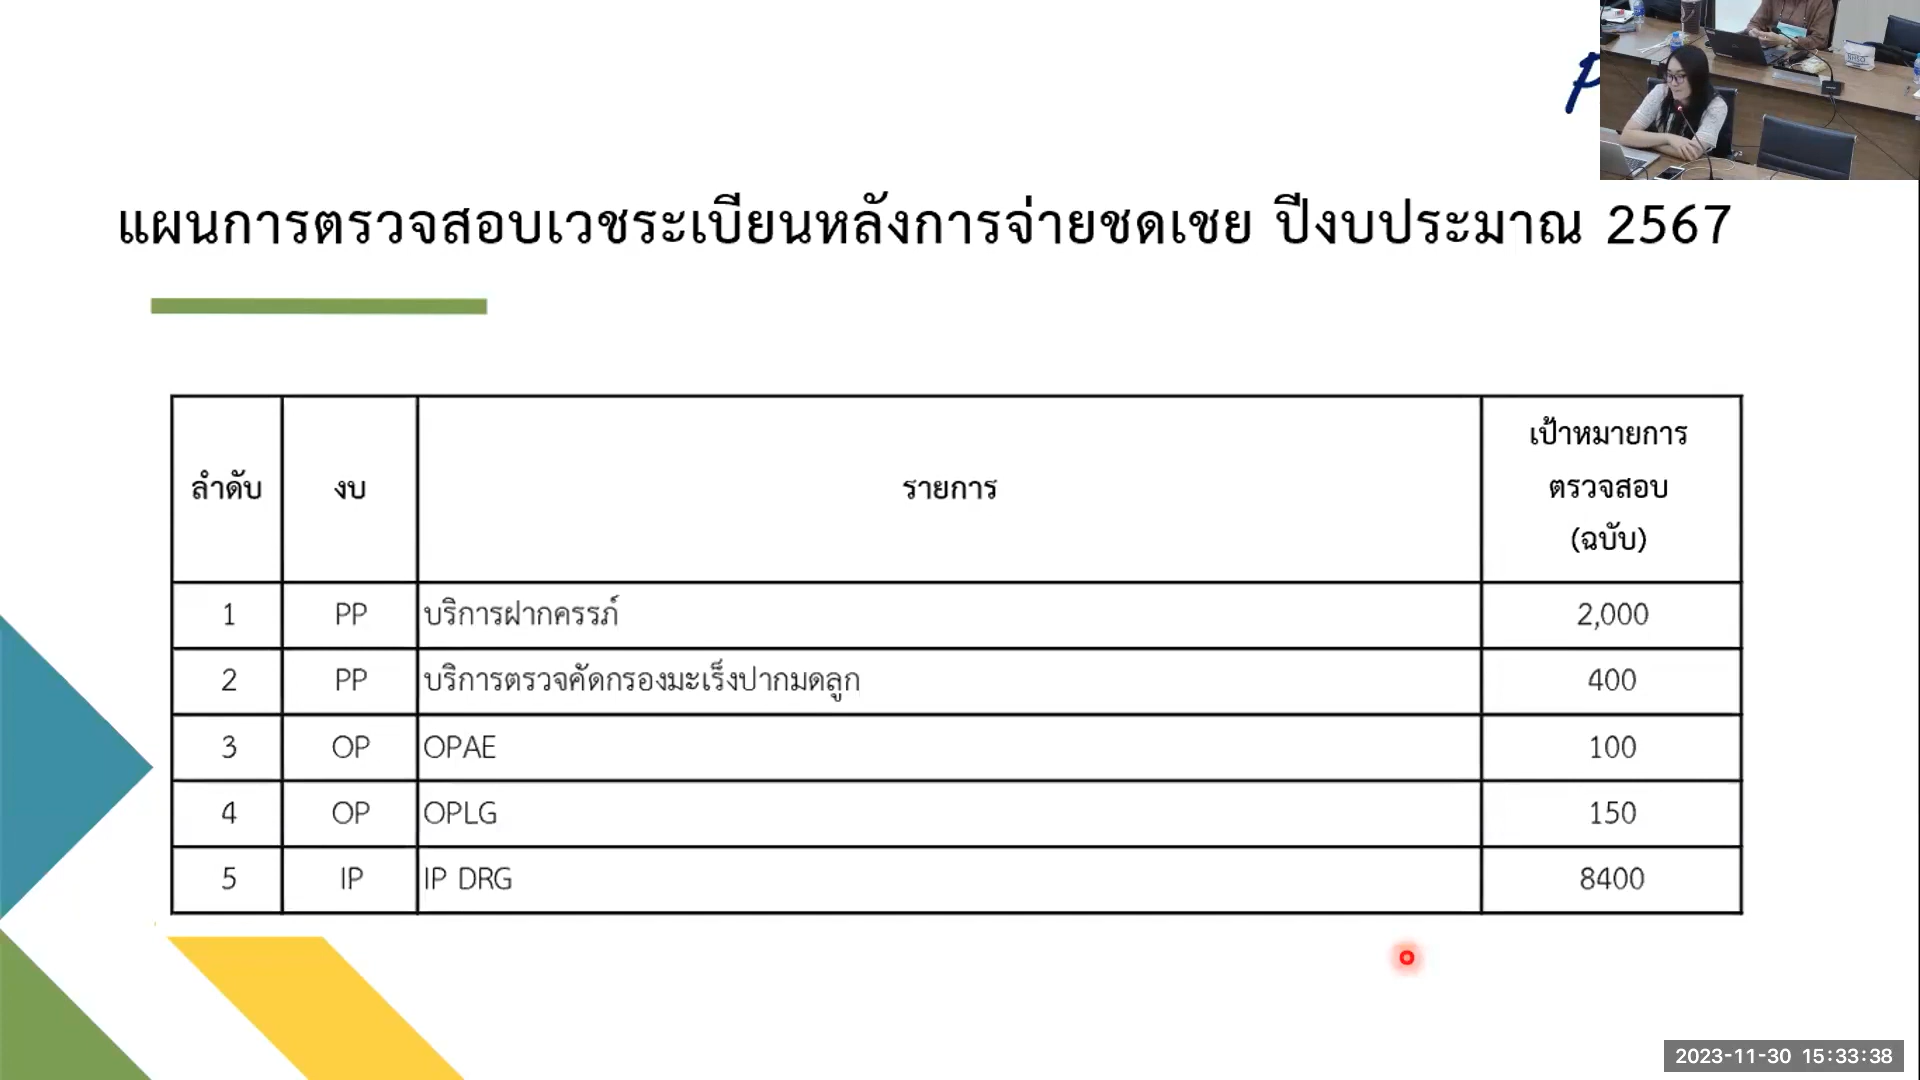 แผนการตรวจสอบเวชระเบียนหลังการจ่ายชดเชย ปีงบประมาณ 2567
ลำดับ งบ รายการ เป้าหมายการ
ตรวจสอบ
(ฉบับ)
1 PP บริการฝากครรภ์ 2,000
2 PP บริการตรวจคัดกรองมะเร็งปากมดลูก 400
3 OP OPAE 100
4 OP OPLG 150
5 IP IP DRG 8400
2023-11-30 15:33:38